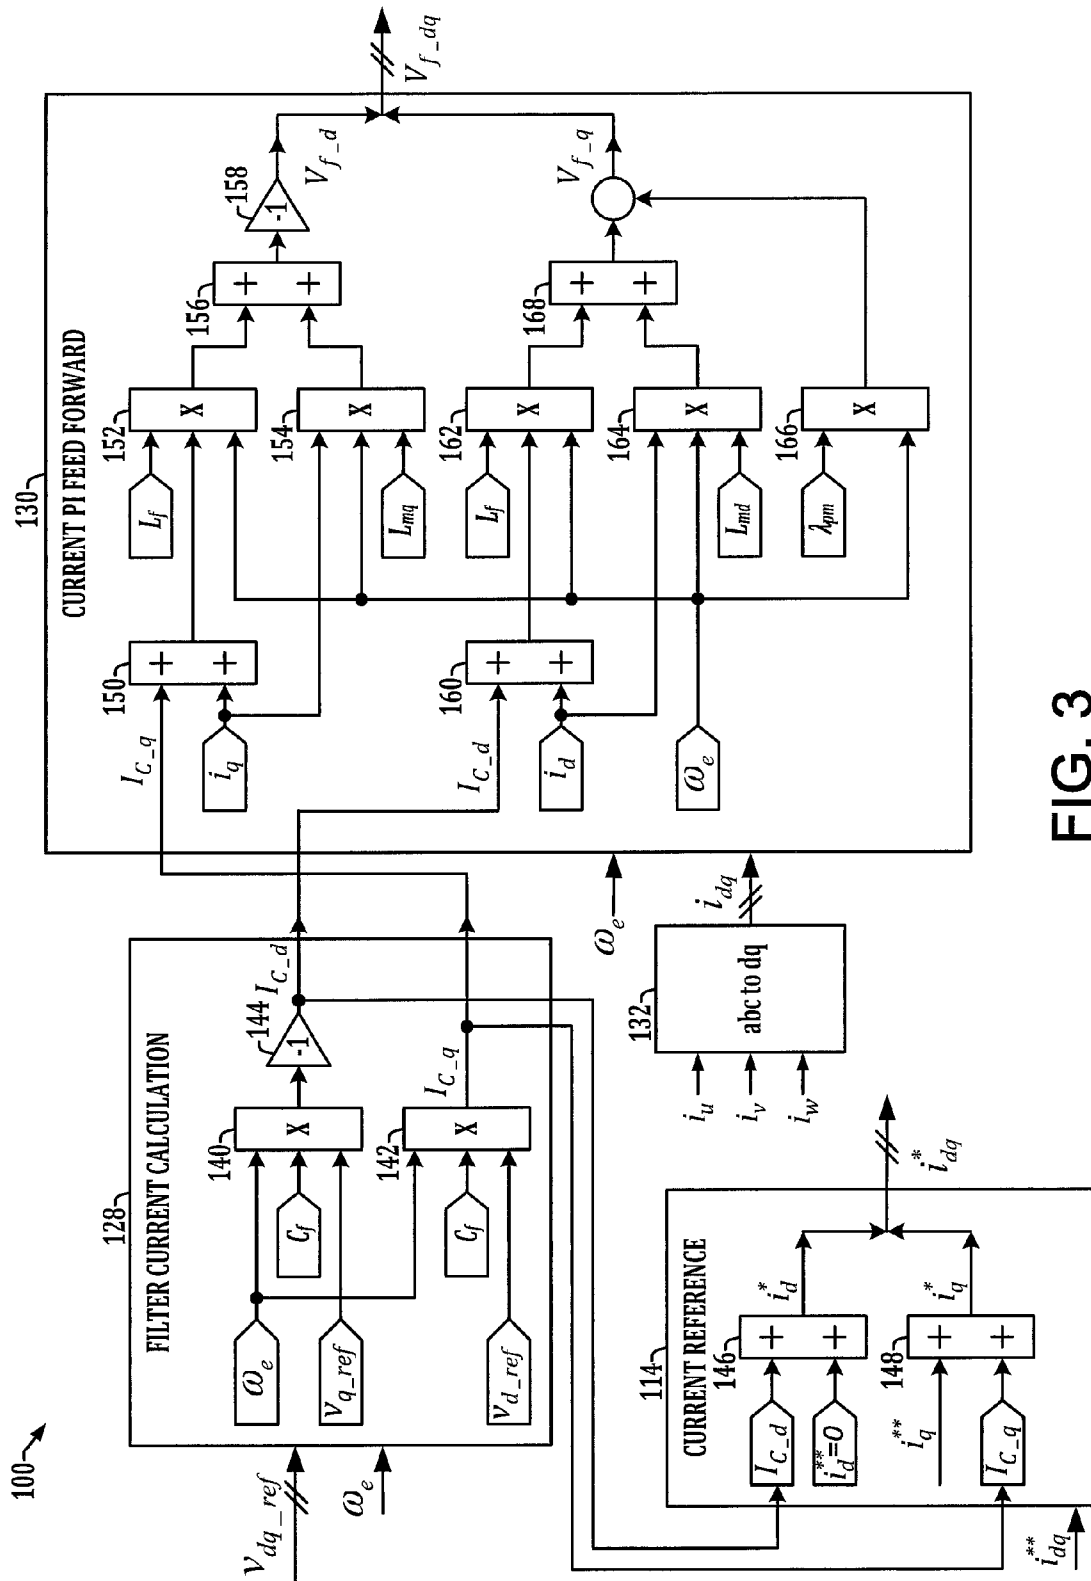 100
v_dq_ref
ω_e
128
FILTER CURRENT CALCULATION
ω_e
v_q_ref
v_d_ref
C_f
C_f
140
X
142
X
144
-1
I_C_d
I_C_q
114
CURRENT REFERENCE
i_dq^**
I_C_d
i_d^**=0
i_q^**
I_C_q
146
+
+
148
+
+
i_d^*
i_q^*
i_dq^*
i_u
i_v
i_w
132
abc to dq
i_dq
ω_e
130
CURRENT PI FEED FORWARD
I_C_q
i_q
I_C_d
i_d
ω_e
150
+
+
160
+
+
L_f
L_mq
L_f
L_md
λ_pm
152
X
154
X
162
X
164
X
166
X
156
+
+
168
+
+
158
-1
V_f_d
V_f_q
V_f_dq
FIG. 3